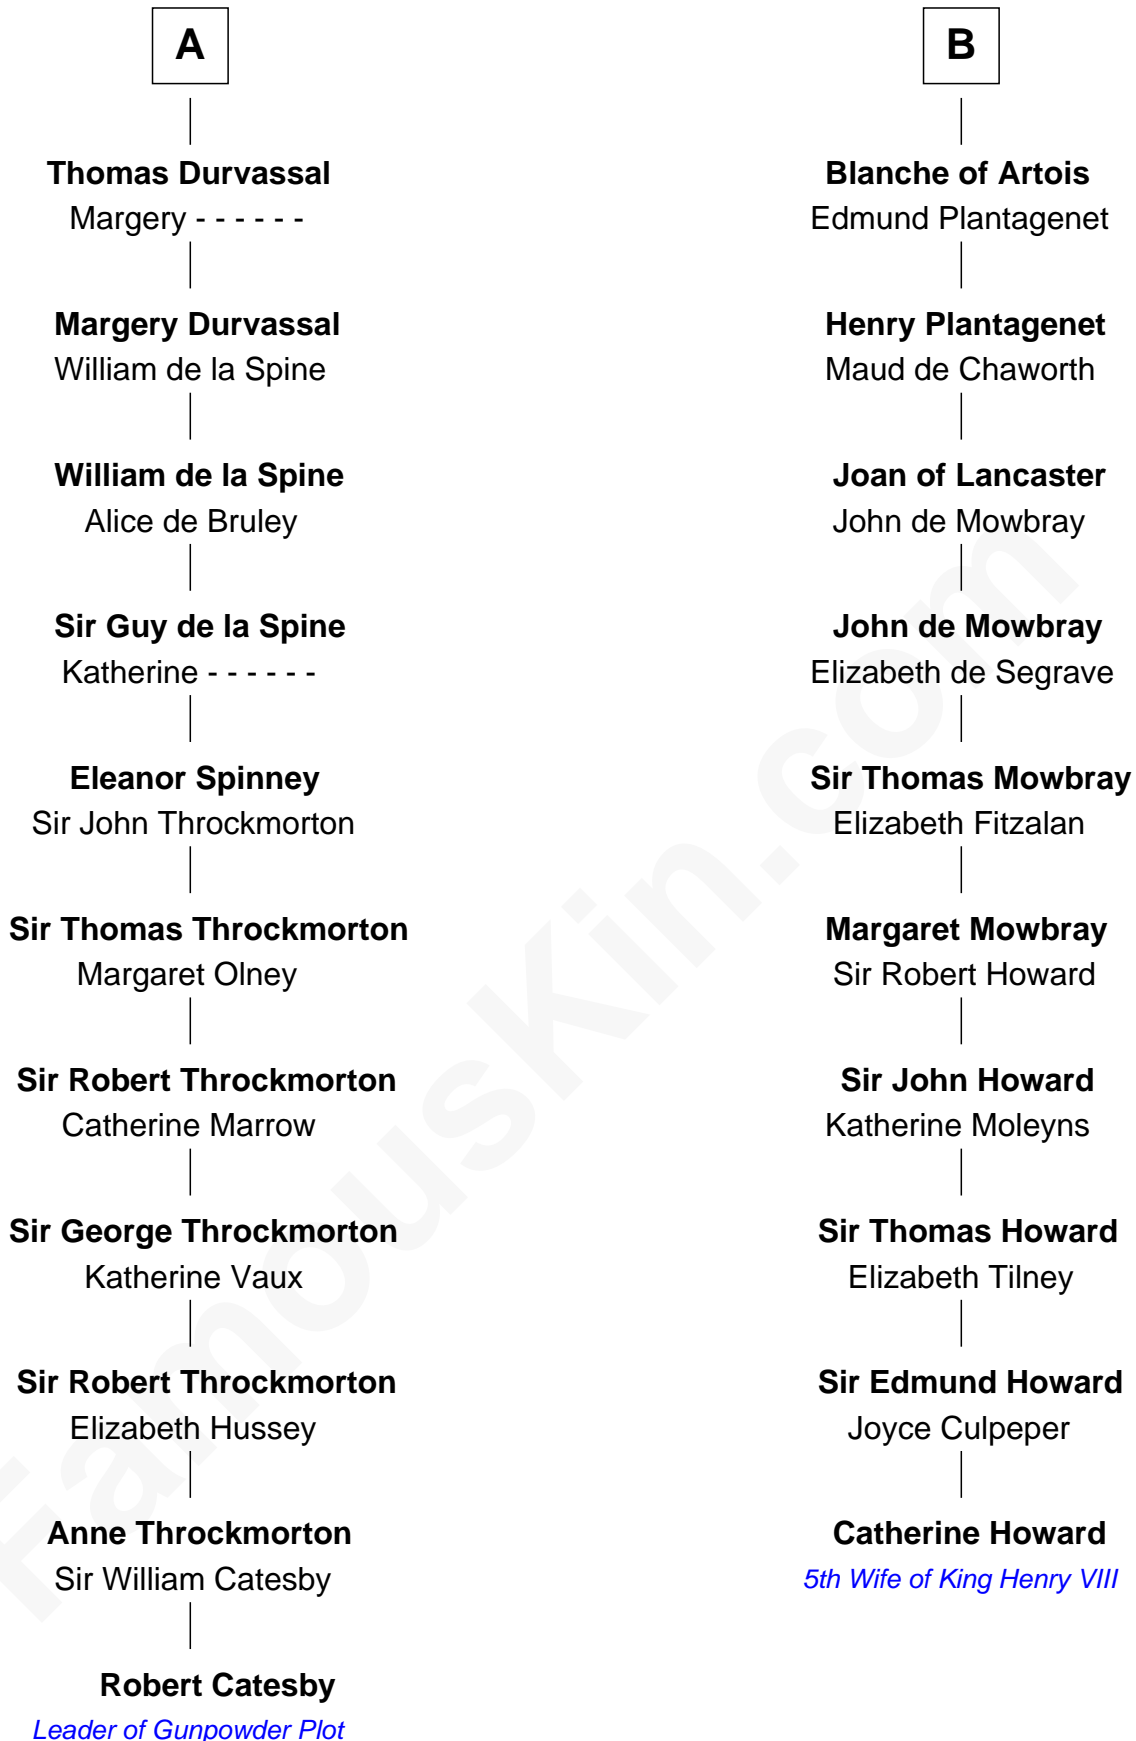 A
Thomas Durvassal
Margery - - - - - -
Margery Durvassal
William de la Spine
William de la Spine
Alice de Bruley
Sir Guy de la Spine
Katherine - - - - - -
Eleanor Spinney
Sir John Throckmorton
Sir Thomas Throckmorton
Margaret Olney
Sir Robert Throckmorton
Catherine Marrow
Sir George Throckmorton
Katherine Vaux
Sir Robert Throckmorton
Elizabeth Hussey
Anne Throckmorton
Sir William Catesby
Robert Catesby
Leader of Gunpowder Plot
B
Blanche of Artois
Edmund Plantagenet
Henry Plantagenet
Maud de Chaworth
Joan of Lancaster
John de Mowbray
John de Mowbray
Elizabeth de Segrave
Sir Thomas Mowbray
Elizabeth Fitzalan
Margaret Mowbray
Sir Robert Howard
Sir John Howard
Katherine Moleyns
Sir Thomas Howard
Elizabeth Tilney
Sir Edmund Howard
Joyce Culpeper
Catherine Howard
5th Wife of King Henry VIII
FamousKin.com